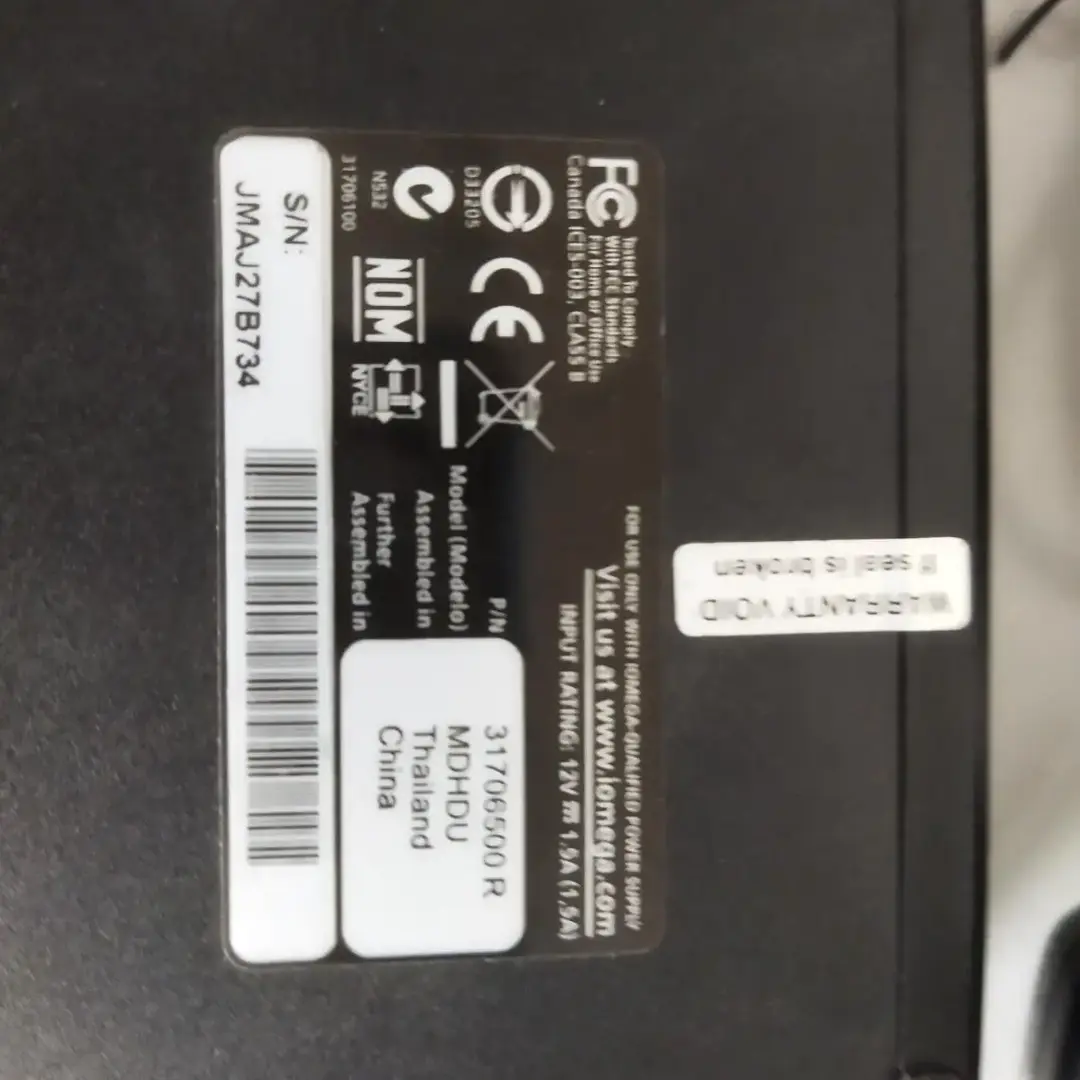 FC Tested To Comply
With FCC Standards
For Home or Office Use
Canada ICES-003, CLASS B
D33205
N532
31706100
CE
NOM
NYCE
FOR USE ONLY WITH IOMEGA-QUALIFIED POWER SUPPLY
Visit us at www.iomega.com
INPUT RATING: 12V ⎓ 1.5A (1,5A)
P/N 31706500 R
Model (Modelo) MDHDU
Assembled in Thailand
Further
Assembled in China
S/N:
JMAJ27B734
WARRANTY VOID
If seal is broken